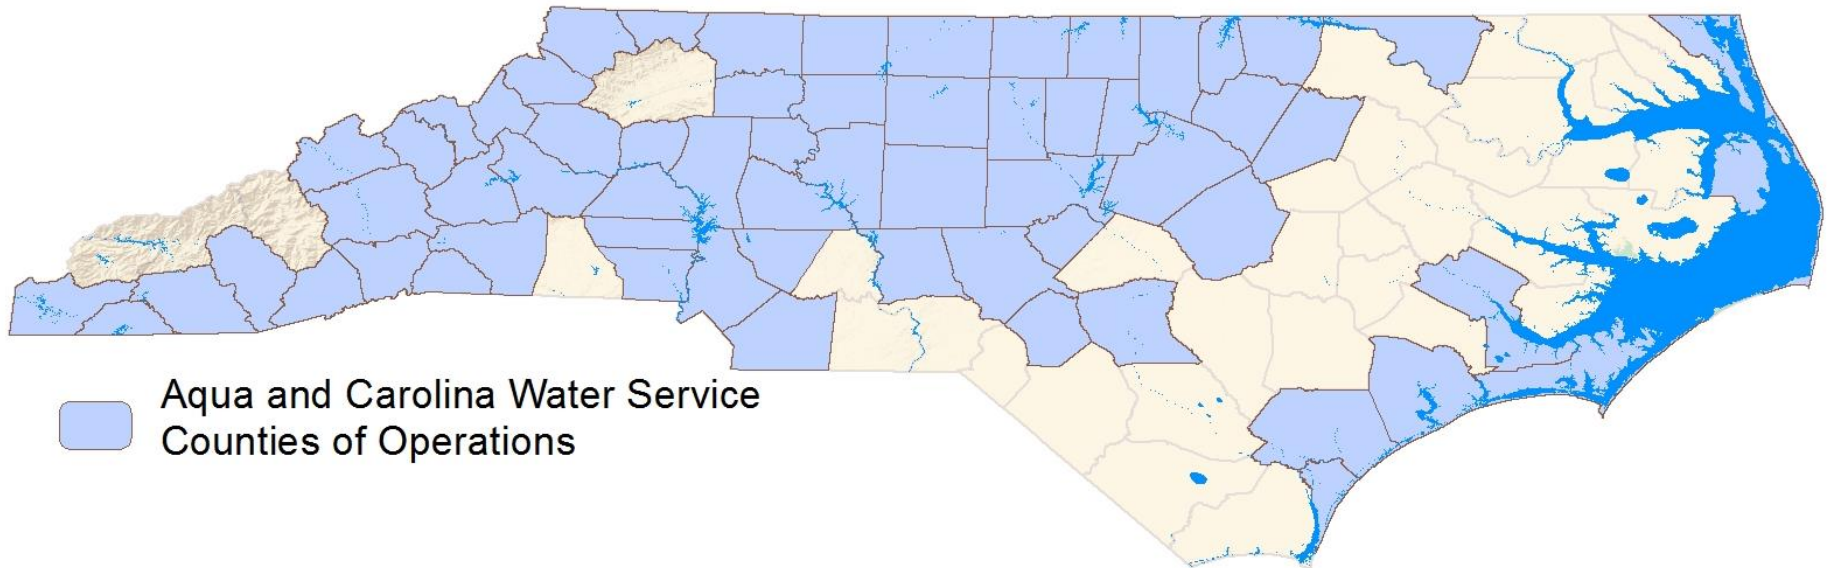 Aqua and Carolina Water Service
Counties of Operations